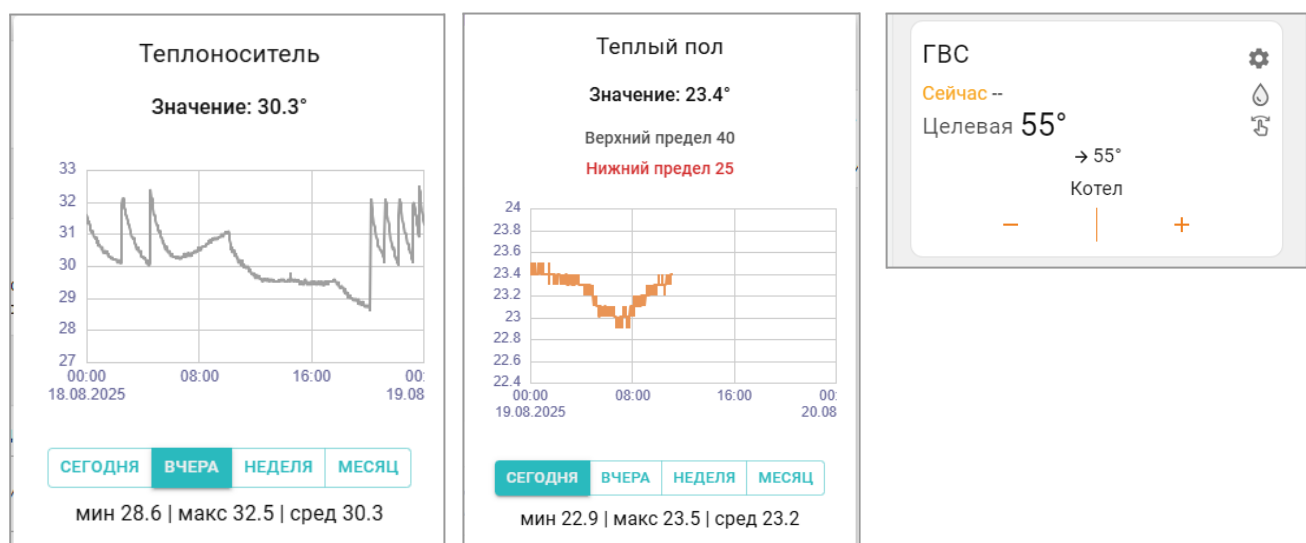 Теплоноситель
Значение: 30.3°
33
32
31
30
29
28
27
00:00 08:00 16:00 00:
18.08.2025 19.08
СЕГОДНЯ ВЧЕРА НЕДЕЛЯ МЕСЯЦ
мин 28.6 | макс 32.5 | сред 30.3
Теплый пол
Значение: 23.4°
Верхний предел 40
Нижний предел 25
24
23.8
23.6
23.4
23.2
23
22.8
22.6
22.4
00:00 08:00 16:00 00:
19.08.2025 20.08
СЕГОДНЯ ВЧЕРА НЕДЕЛЯ МЕСЯЦ
мин 22.9 | макс 23.5 | сред 23.2
ГВС
Сейчас --
Целевая 55°
→ 55°
Котел
− +